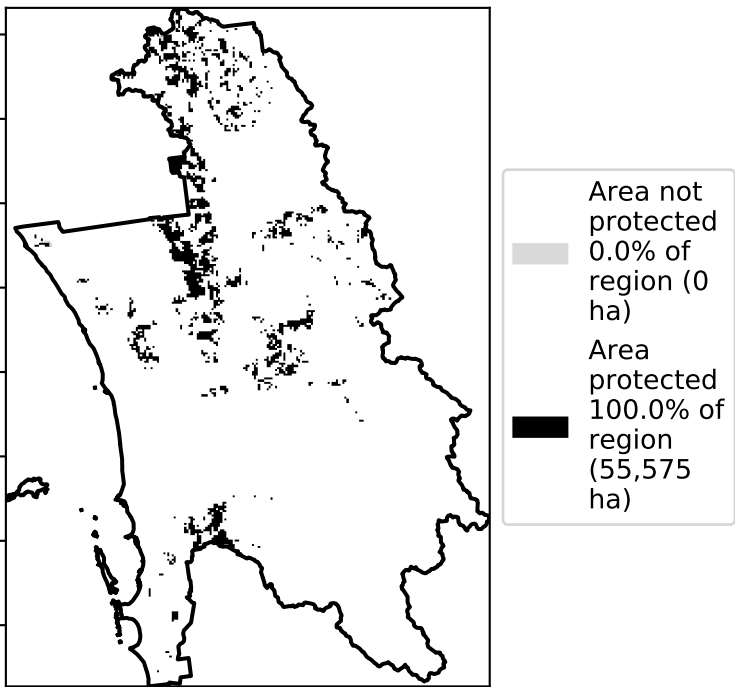 Area not
protected
0.0% of
region (0
ha)
Area
protected
100.0% of
region
(55,575
ha)